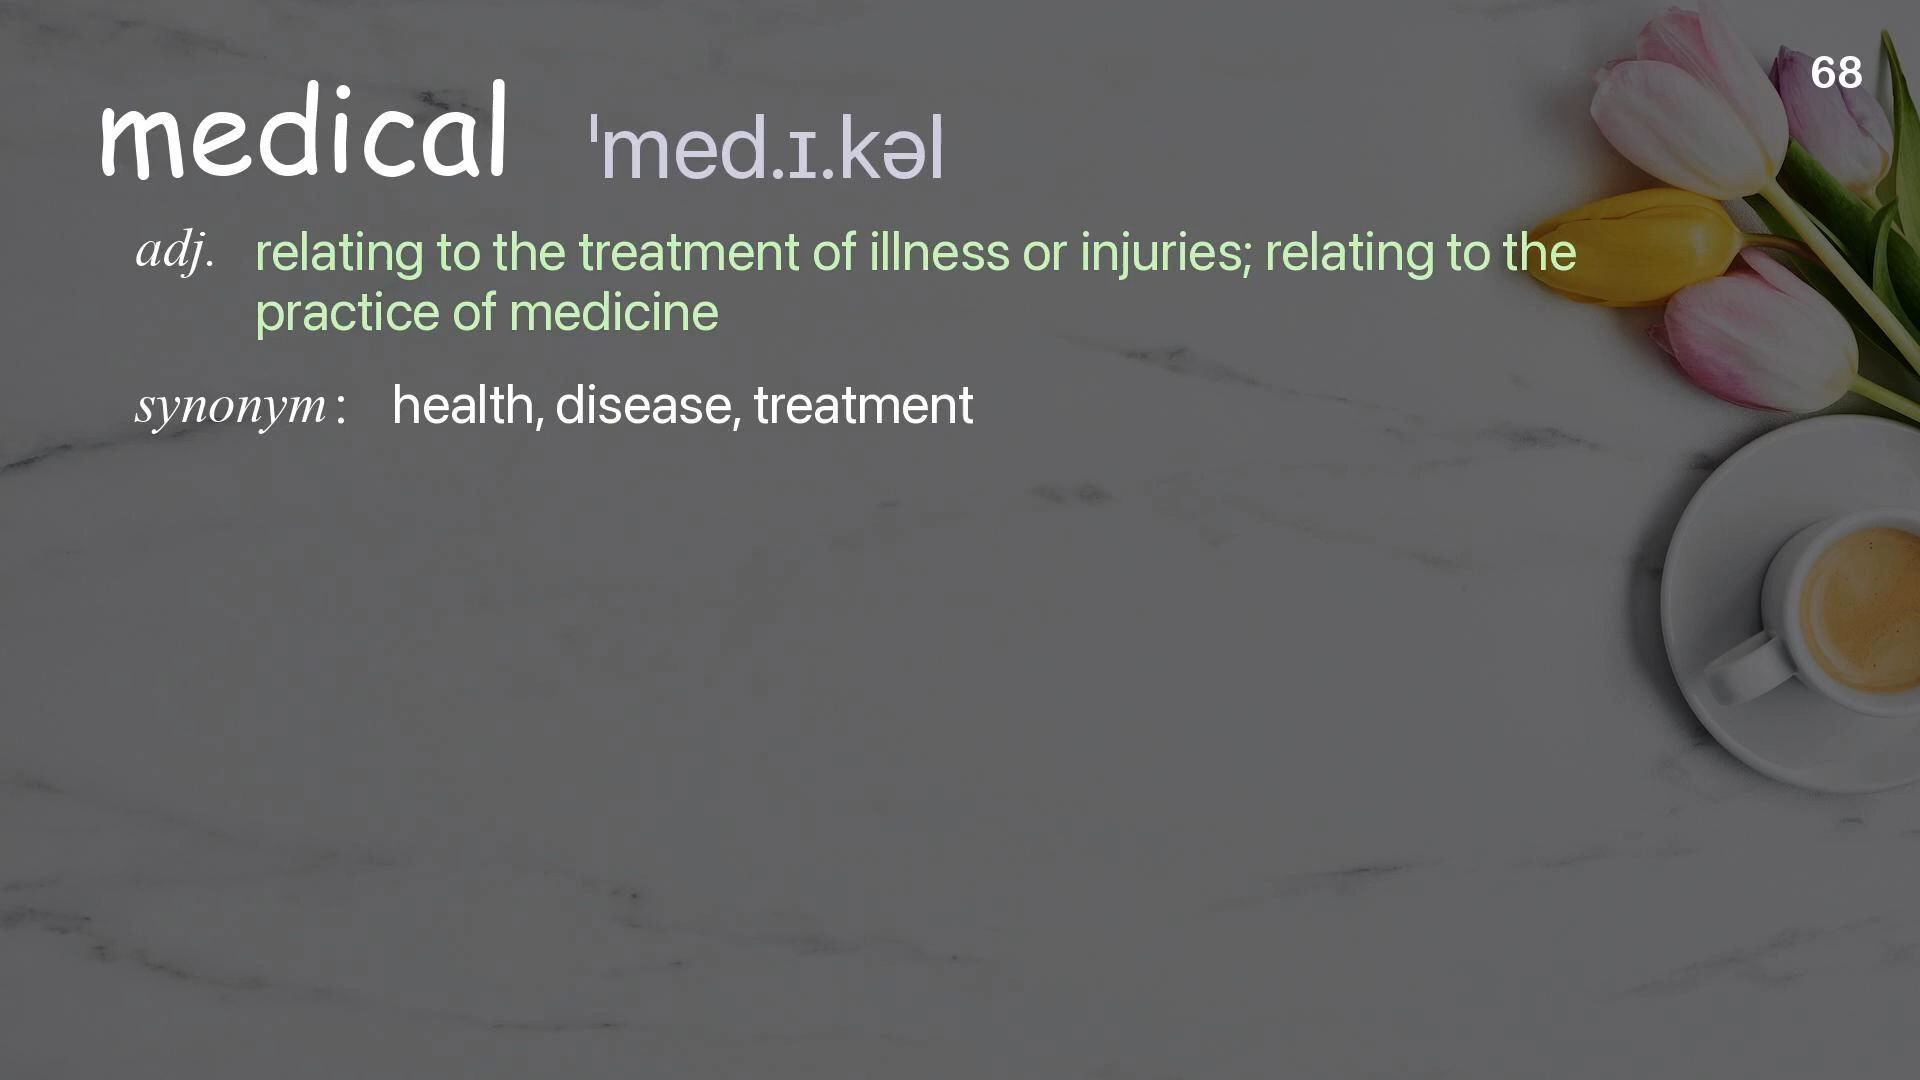 68
medical ˈmed.ɪ.kəl
adj. relating to the treatment of illness or injuries; relating to the
practice of medicine
synonym: health, disease, treatment